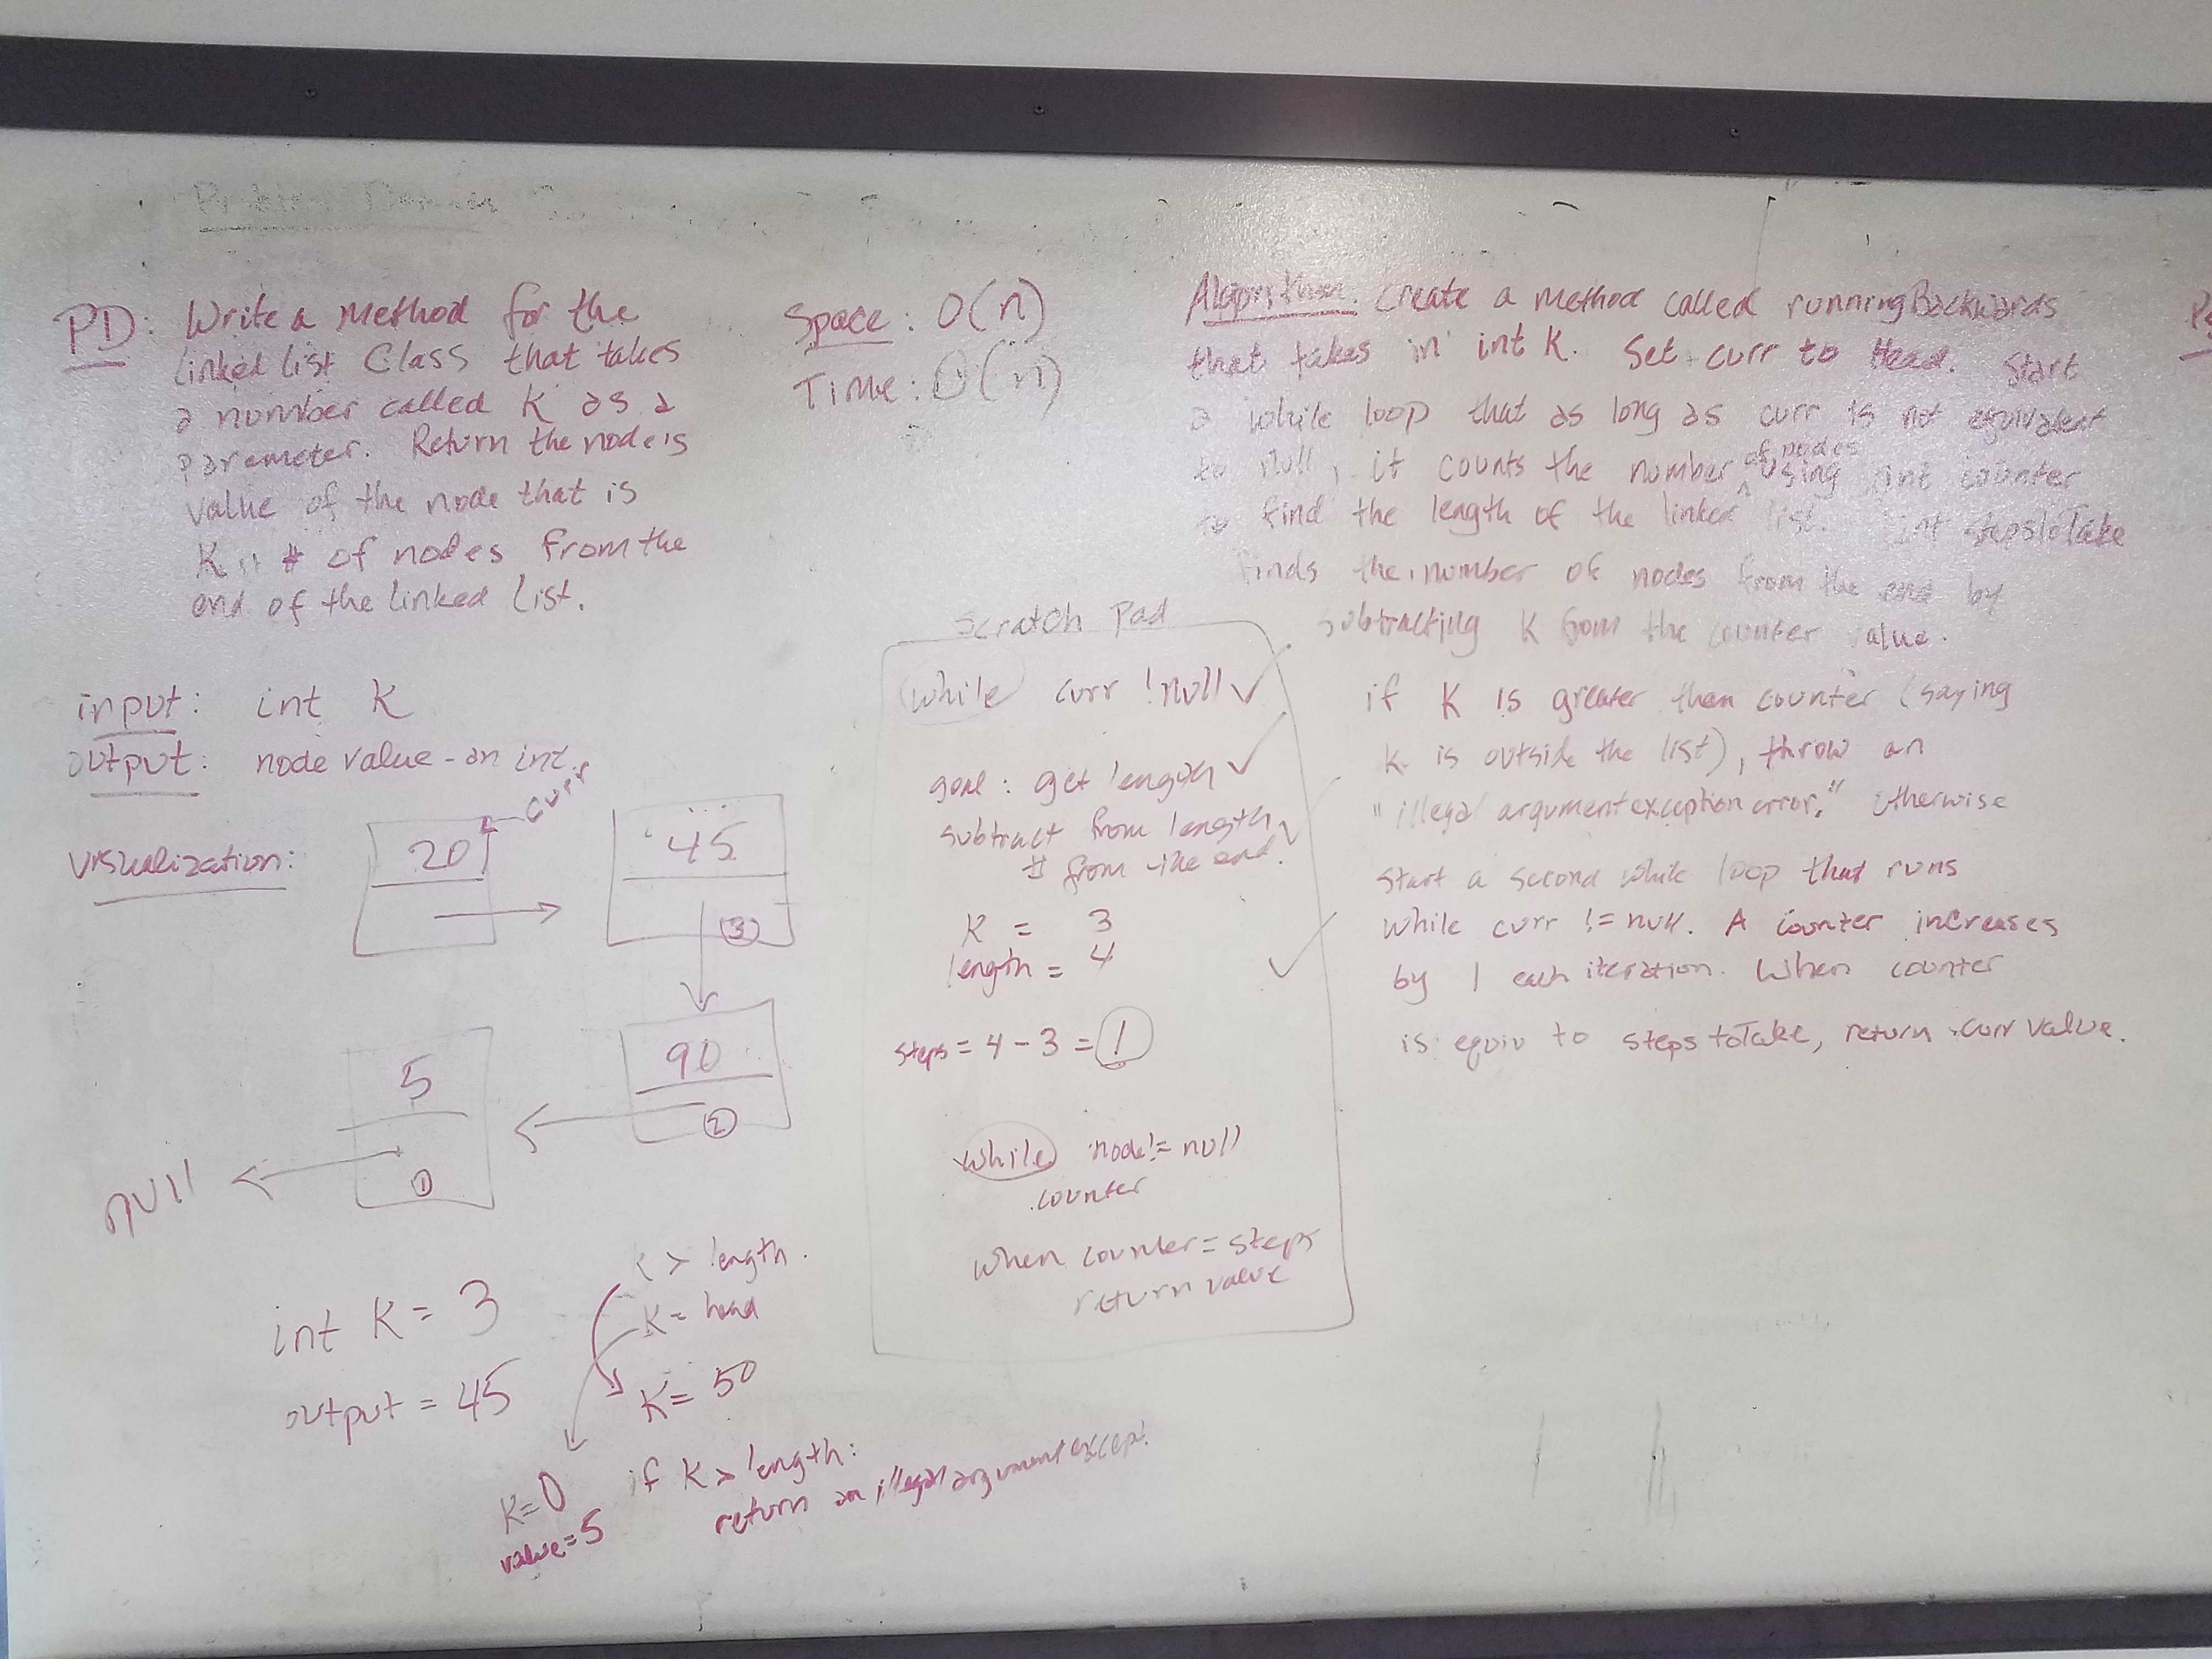 Problem Domain
PD: Write a method for the
linked list Class that takes
a number called K as a
parameter. Return the node's
value of the node that is
K # of nodes from the
end of the linked list.
input: int K
output: node value - an int.
visualization:
curr
20
45
3
90
2
5
1
null
int K = 3
output = 45
K > length.
K = head
K = 50
K = 0
value = 5
if K > length:
return an illegal argument except.
Space: O(n)
Time: O(n)
Scratch Pad
while curr !null ✓
goal: get length ✓
subtract from length ✓
# from the end.
K = 3
length = 4
steps = 4 - 3 = 1
while node != null
counter
when counter = steps
return value
Algorithm: Create a method called runningBackwards
that takes in int K. Set curr to Head. Start
a while loop that as long as curr is not equivalent
to null, it counts the number of nodes using int counter
to find the length of the linked list. int stepstoTake
finds the number of nodes from the end by
subtracting K from the counter value.
if K is greater than counter (saying
K is outside the list), throw an
"illegal argument exception error." Otherwise
start a second while loop that runs
while curr != null. A counter increases
by 1 each iteration. When counter
is equiv to stepstoTake, return curr value.